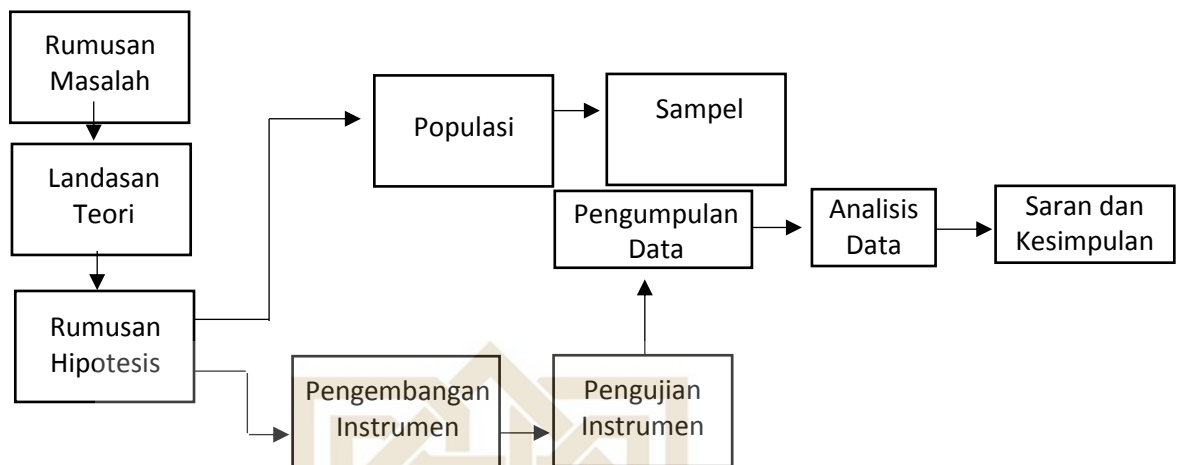 Rumusan
Masalah
Landasan
Teori
Rumusan
Hipotesis
Populasi
Sampel
Pengumpulan
Data
Analisis
Data
Saran dan
Kesimpulan
Pengembangan
Instrumen
Pengujian
Instrumen